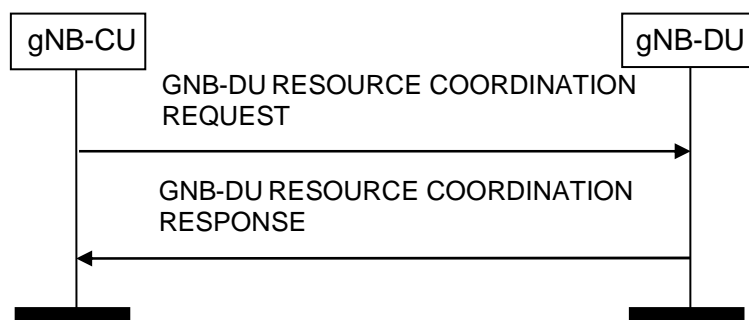 gNB-CU
gNB-DU
GNB-DU RESOURCE COORDINATION
REQUEST
GNB-DU RESOURCE COORDINATION
RESPONSE